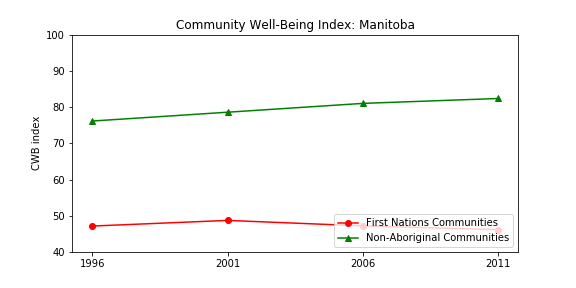 Community Well-Being Index: Manitoba
100
90
80
70
60
50
40
CWB index
First Nations Communities
Non-Aboriginal Communities
1996
2001
2006
2011